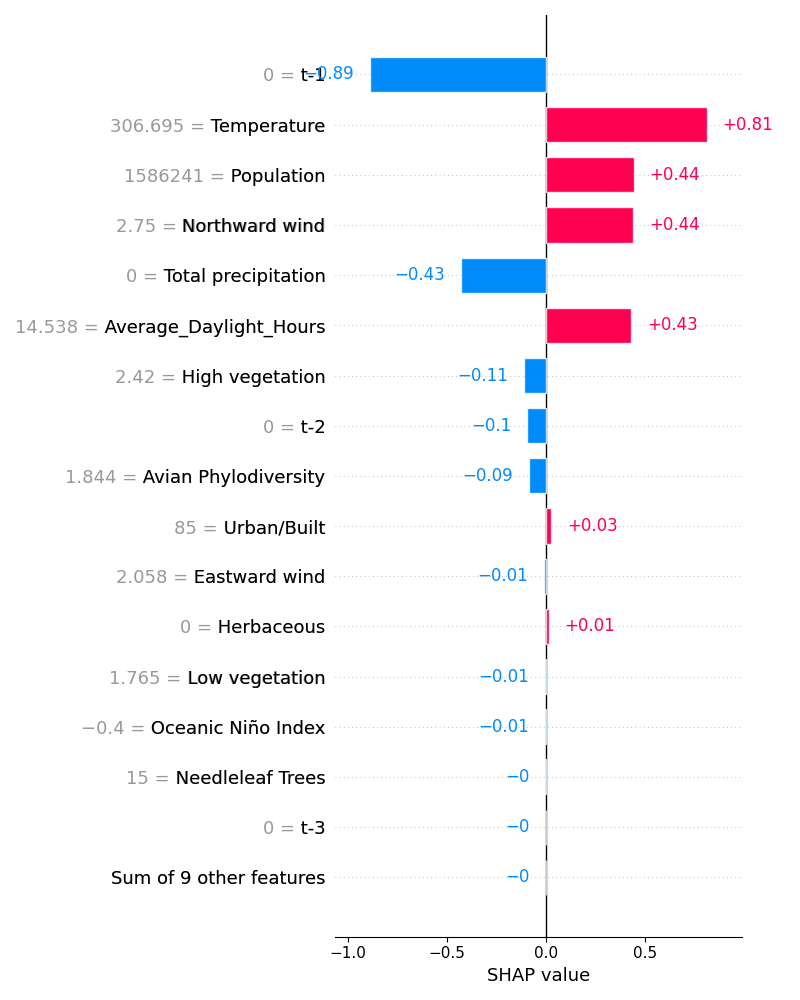 0 = t-1 −0.89
306.695 = Temperature +0.81
1586241 = Population +0.44
2.75 = Northward wind +0.44
0 = Total precipitation −0.43
14.538 = Average_Daylight_Hours +0.43
2.42 = High vegetation −0.11
0 = t-2 −0.1
1.844 = Avian Phylodiversity −0.09
85 = Urban/Built +0.03
2.058 = Eastward wind −0.01
0 = Herbaceous +0.01
1.765 = Low vegetation −0.01
−0.4 = Oceanic Niño Index −0.01
15 = Needleleaf Trees −0
0 = t-3 −0
Sum of 9 other features −0
−1.0 −0.5 0.0 0.5
SHAP value